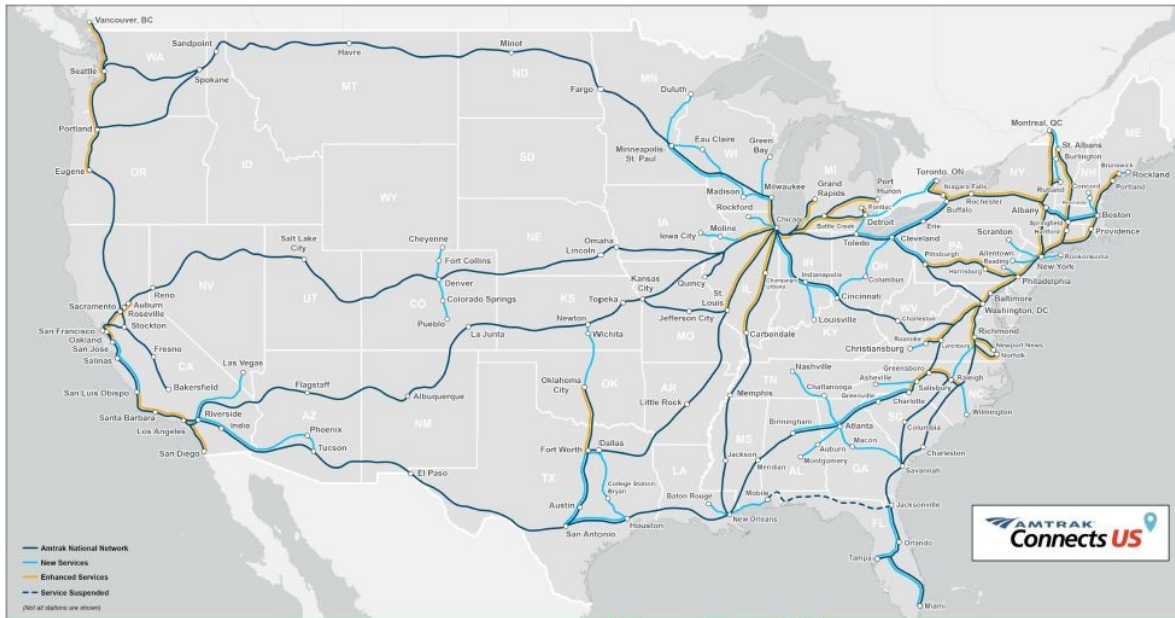 Vancouver, BC
Seattle
WA
Sandpoint
Spokane
Havre
Minot
MT
ND
Fargo
MN
Duluth
Portland
Eugene
OR
ID
SD
WY
Minneapolis
St. Paul
Eau Claire
Green
Bay
WI
Madison
Milwaukee
Rockford
MI
Grand
Rapids
Port
Huron
Pontiac
Detroit
Battle Creek
Chicago
Toledo
Toronto, ON
Niagara Falls
Rochester
Buffalo
Erie
Cleveland
NY
Albany
Montreal, QC
St. Albans
Burlington
Rutland
ME
NH
Concord
Brunswick
Rockland
Portland
Boston
Springfield
Hartford
Providence
Scranton
Allentown
Reading
Ronkonkoma
New York
PA
Pittsburgh
Harrisburg
Philadelphia
Baltimore
Washington, DC
Cheyenne
Fort Collins
Denver
Colorado Springs
Pueblo
CO
NE
Omaha
Lincoln
IA
Iowa City
Moline
Salt Lake
City
UT
NV
Reno
Auburn
Sacramento
Roseville
Stockton
San Francisco
Oakland
San Jose
Salinas
Fresno
CA
Bakersfield
Las Vegas
San Luis Obispo
Santa Barbara
Los Angeles
Riverside
Indio
San Diego
Flagstaff
AZ
Phoenix
Tucson
Albuquerque
NM
El Paso
La Junta
KS
Newton
Wichita
Topeka
Kansas
City
Quincy
Jefferson City
MO
St.
Louis
IL
Champaign
Urbana
Carbondale
IN
Indianapolis
OH
Columbus
Cincinnati
Louisville
KY
WV
Charleston
Christiansburg
Roanoke
Lynchburg
Richmond
Newport News
Norfolk
Oklahoma
City
OK
AR
Little Rock
Memphis
TN
Nashville
Chattanooga
Asheville
Greenville
Greensboro
Salisbury
Raleigh
Charlotte
NC
Wilmington
SC
Columbia
Charleston
Savannah
Atlanta
Macon
GA
Birmingham
Auburn
Montgomery
AL
MS
Jackson
Meridian
Mobile
LA
Baton Rouge
New Orleans
Fort Worth
Dallas
TX
College Station-
Bryan
Austin
Houston
San Antonio
Jacksonville
FL
Orlando
Tampa
Miami
AMTRAK
Connects US
Amtrak National Network
New Services
Enhanced Services
Service Suspended
(Not all stations are shown)